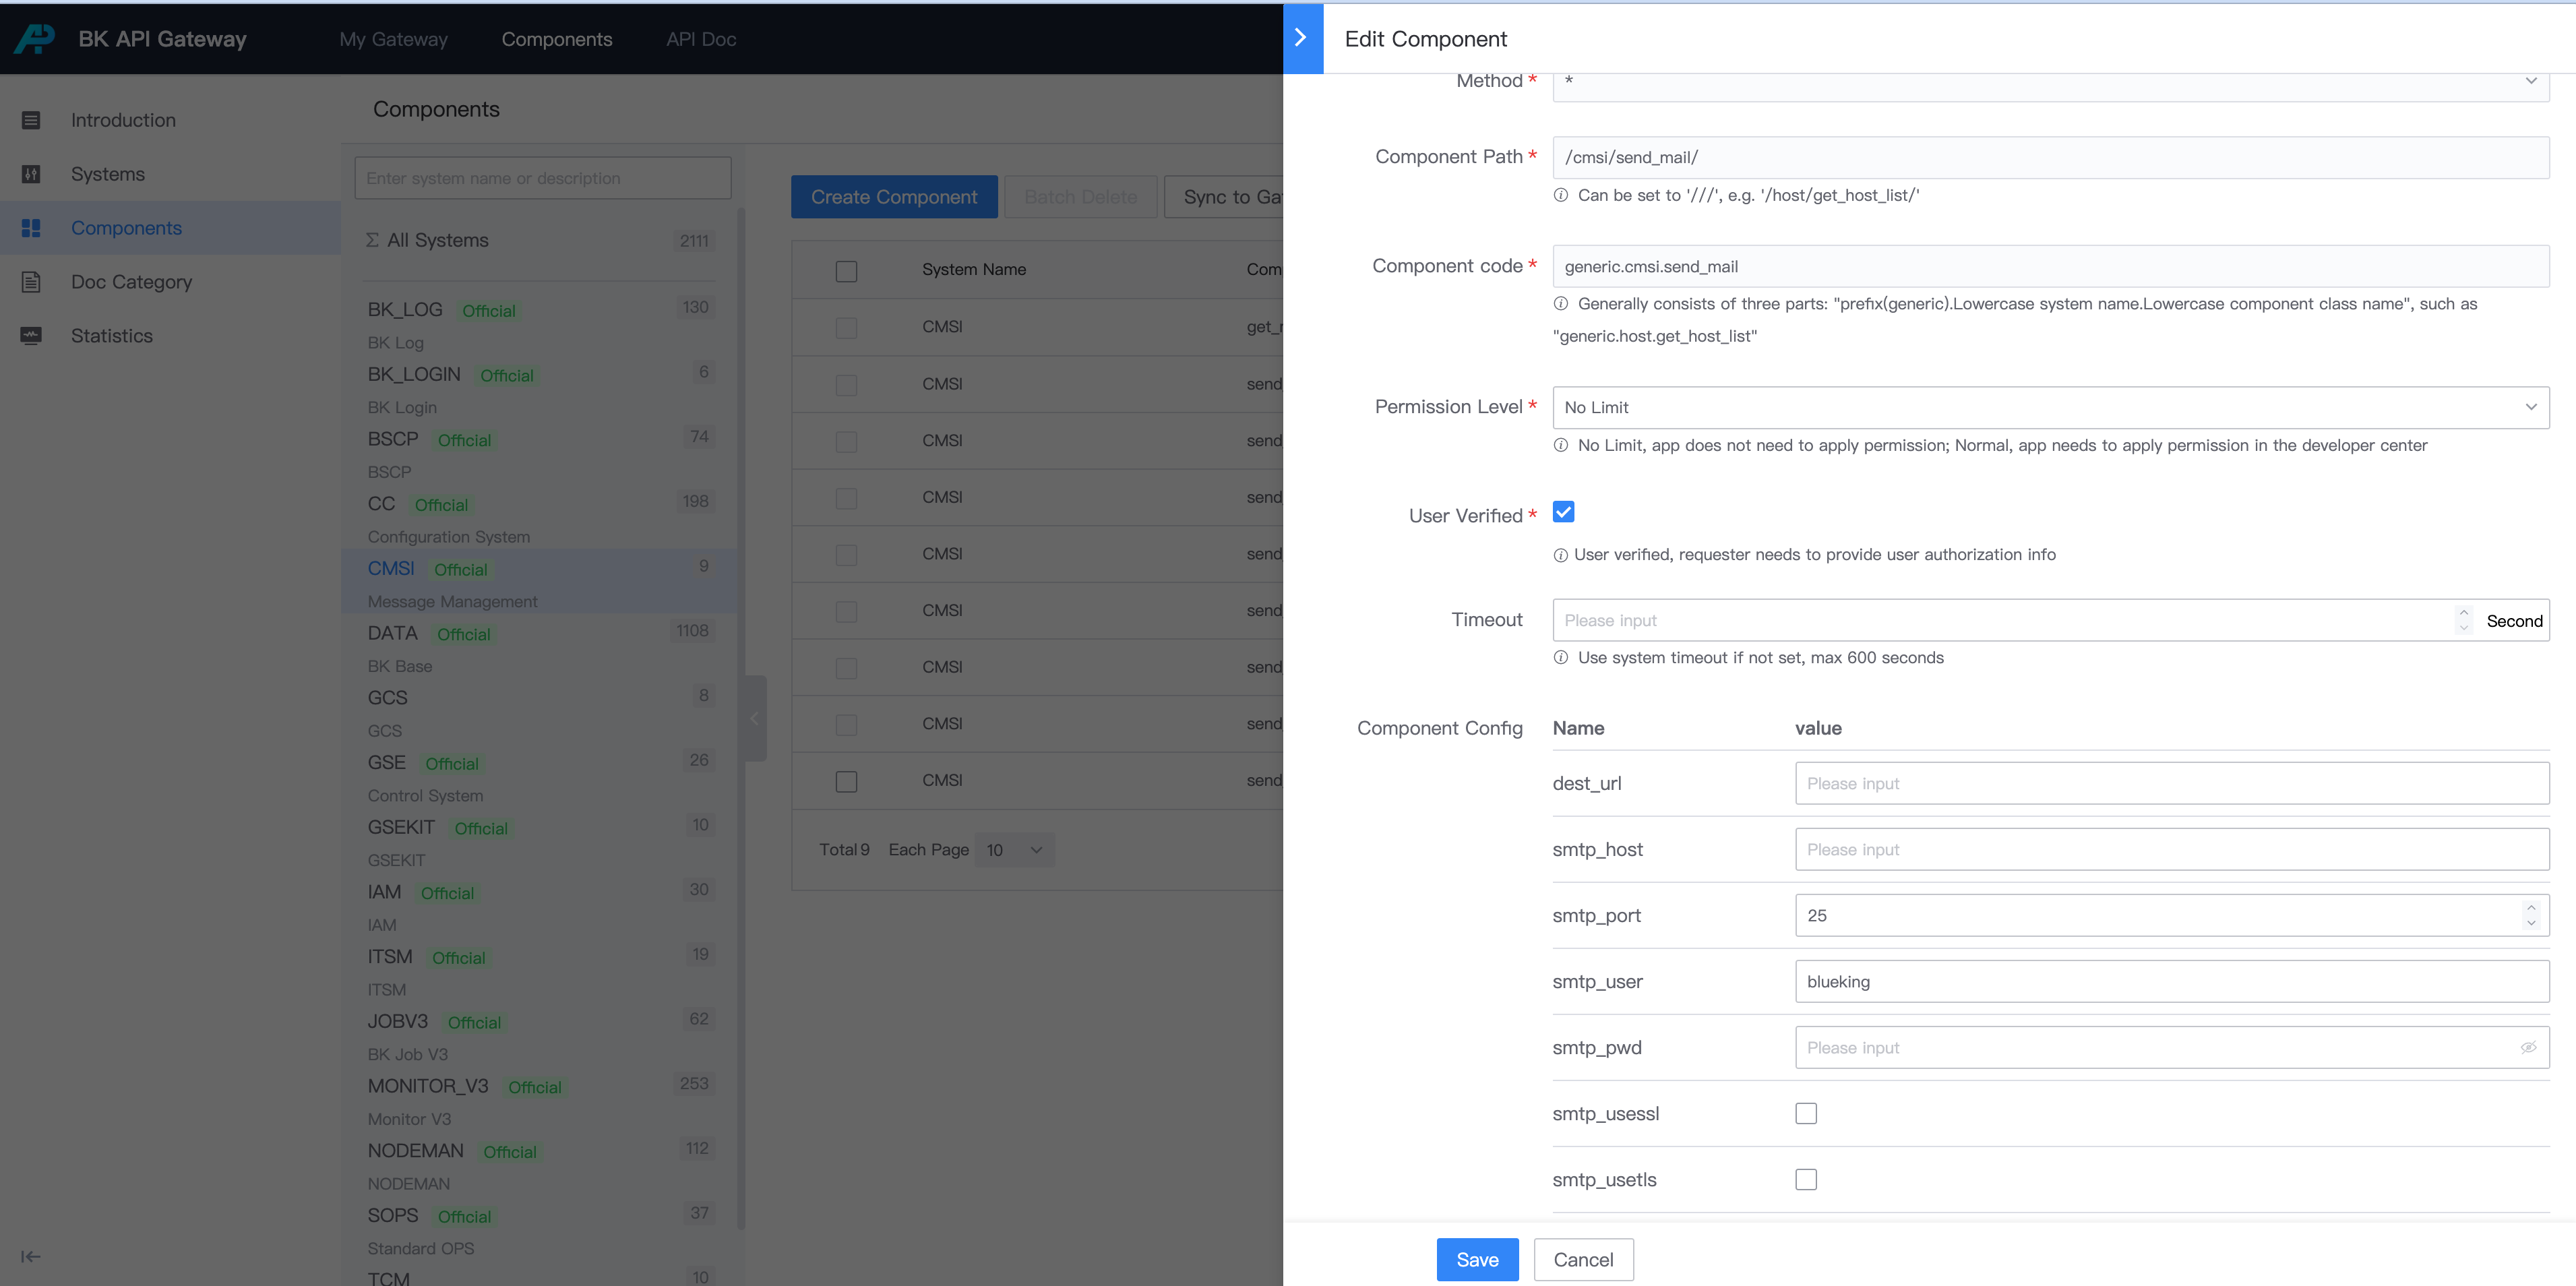 BK API Gateway
My Gateway
Components
API Doc
Introduction
Systems
Components
Doc Category
Statistics
Components
Enter system name or description
Σ All Systems 2111
BK_LOG Official 130
BK Log
BK_LOGIN Official 6
BK Login
BSCP Official 74
BSCP
CC Official 198
Configuration System
CMSI Official 9
Message Management
DATA Official 1108
BK Base
GCS 8
GCS
GSE Official 26
Control System
GSEKIT Official 10
GSEKIT
IAM Official 30
IAM
ITSM Official 19
ITSM
JOBV3 Official 62
BK Job V3
MONITOR_V3 Official 253
Monitor V3
NODEMAN Official 112
NODEMAN
SOPS Official 37
Standard OPS
TCM 10
Create Component
Batch Delete
Sync to Ga
System Name Com
CMSI get_r
CMSI send_
CMSI send_
CMSI send_
CMSI send_
CMSI send_
CMSI send_
CMSI send_
CMSI send_
Total 9 Each Page 10
Edit Component
Method * *
Component Path * /cmsi/send_mail/
Can be set to '///', e.g. '/host/get_host_list/'
Component code * generic.cmsi.send_mail
Generally consists of three parts: "prefix(generic).Lowercase system name.Lowercase component class name", such as
"generic.host.get_host_list"
Permission Level * No Limit
No Limit, app does not need to apply permission; Normal, app needs to apply permission in the developer center
User Verified *
User verified, requester needs to provide user authorization info
Timeout Please input Second
Use system timeout if not set, max 600 seconds
Component Config
Name value
dest_url Please input
smtp_host Please input
smtp_port 25
smtp_user blueking
smtp_pwd Please input
smtp_usessl
smtp_usetls
Save
Cancel